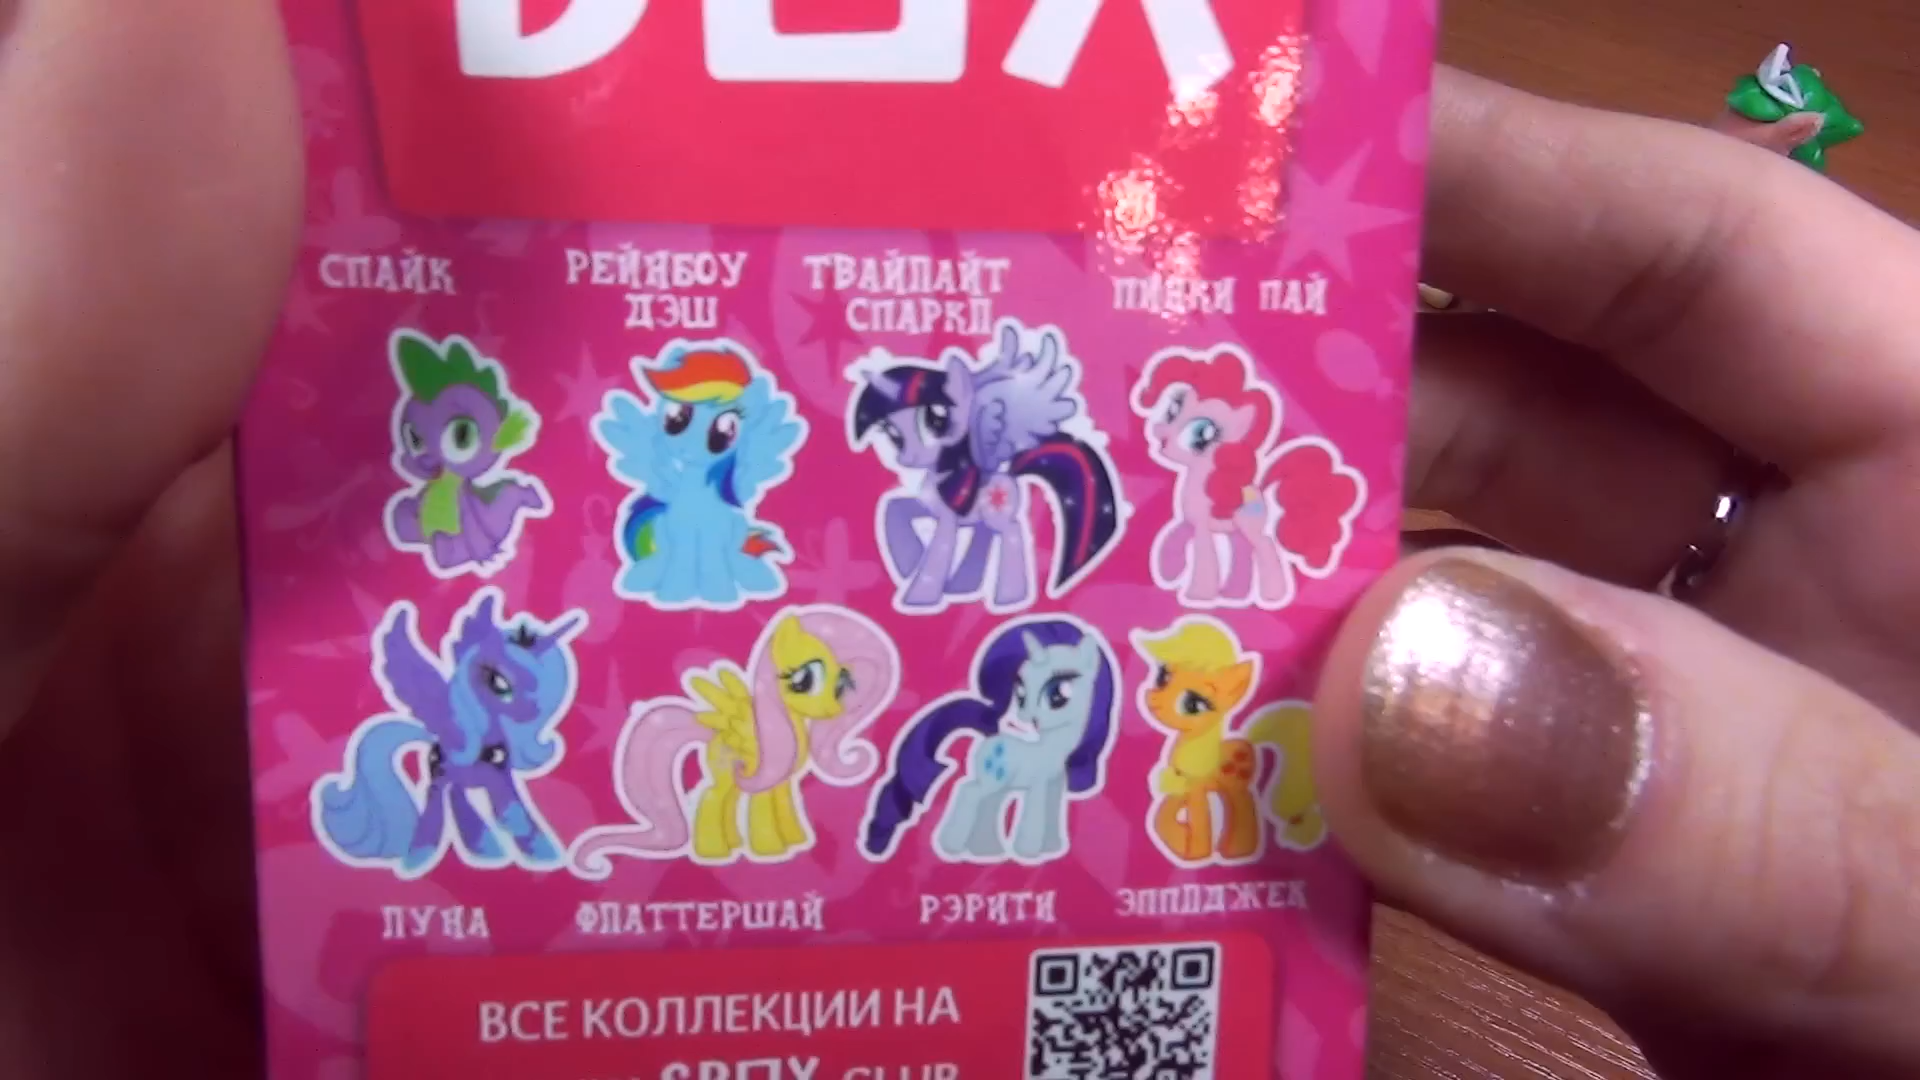 СПАЙК
РЕЙНБОУ
ДЭШ
ТВАЙЛАЙТ
СПАРКЛ
ПИНКИ ПАЙ
ЛУНА
ФЛАТТЕРШАЙ
РЭРИТИ
ЭППЛДЖЕК
ВСЕ КОЛЛЕКЦИИ НА